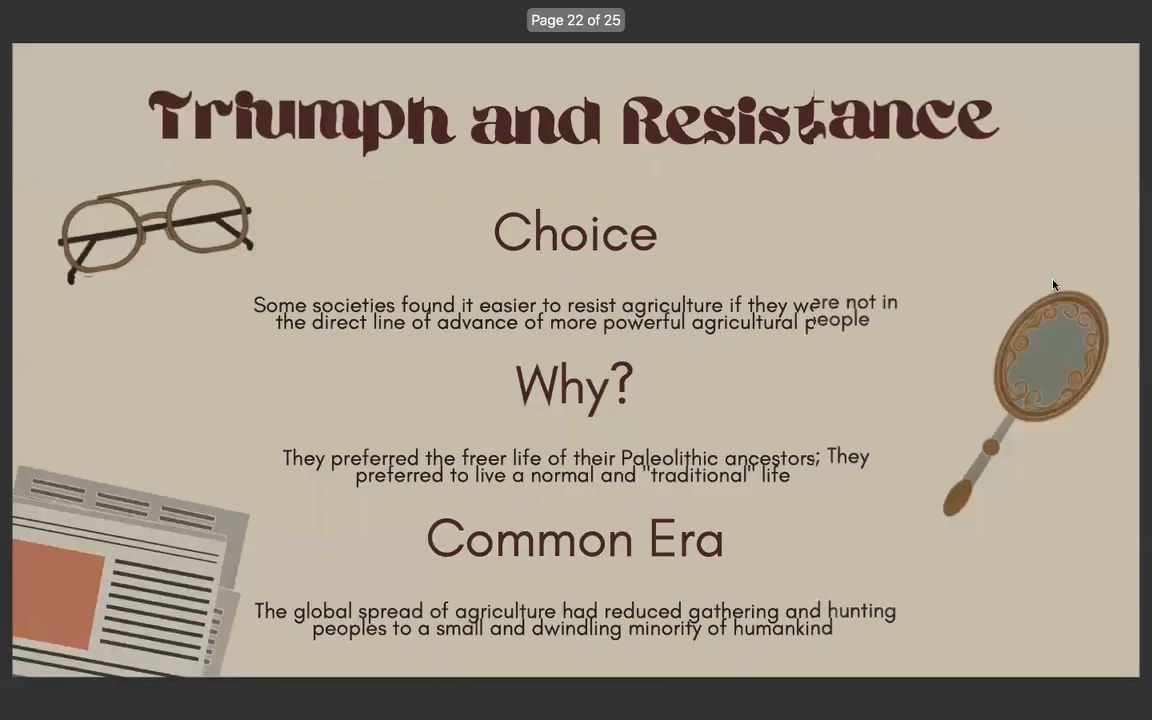 Page 22 of 25
Triumph and Resistance
Choice
Some societies found it easier to resist agriculture if they were not in
the direct line of advance of more powerful agricultural people
Why?
They preferred the freer life of their Paleolithic ancestors; They
preferred to live a normal and "traditional" life
Common Era
The global spread of agriculture had reduced gathering and hunting
peoples to a small and dwindling minority of humankind